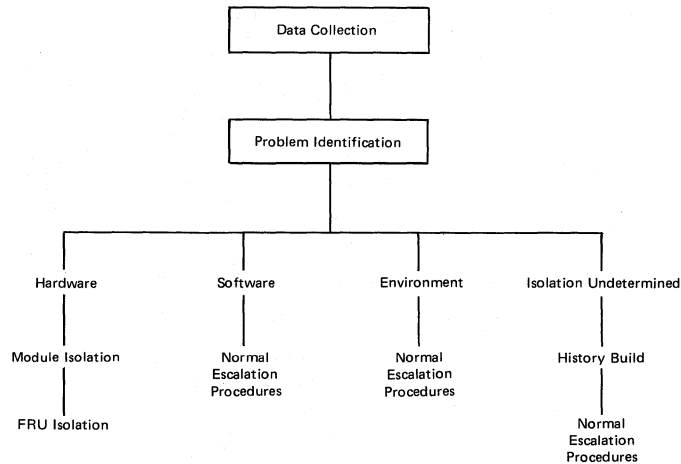 Data Collection
Problem Identification
Hardware
Software
Environment
Isolation Undetermined
Module Isolation
Normal
Escalation
Procedures
Normal
Escalation
Procedures
History Build
FRU Isolation
Normal
Escalation
Procedures